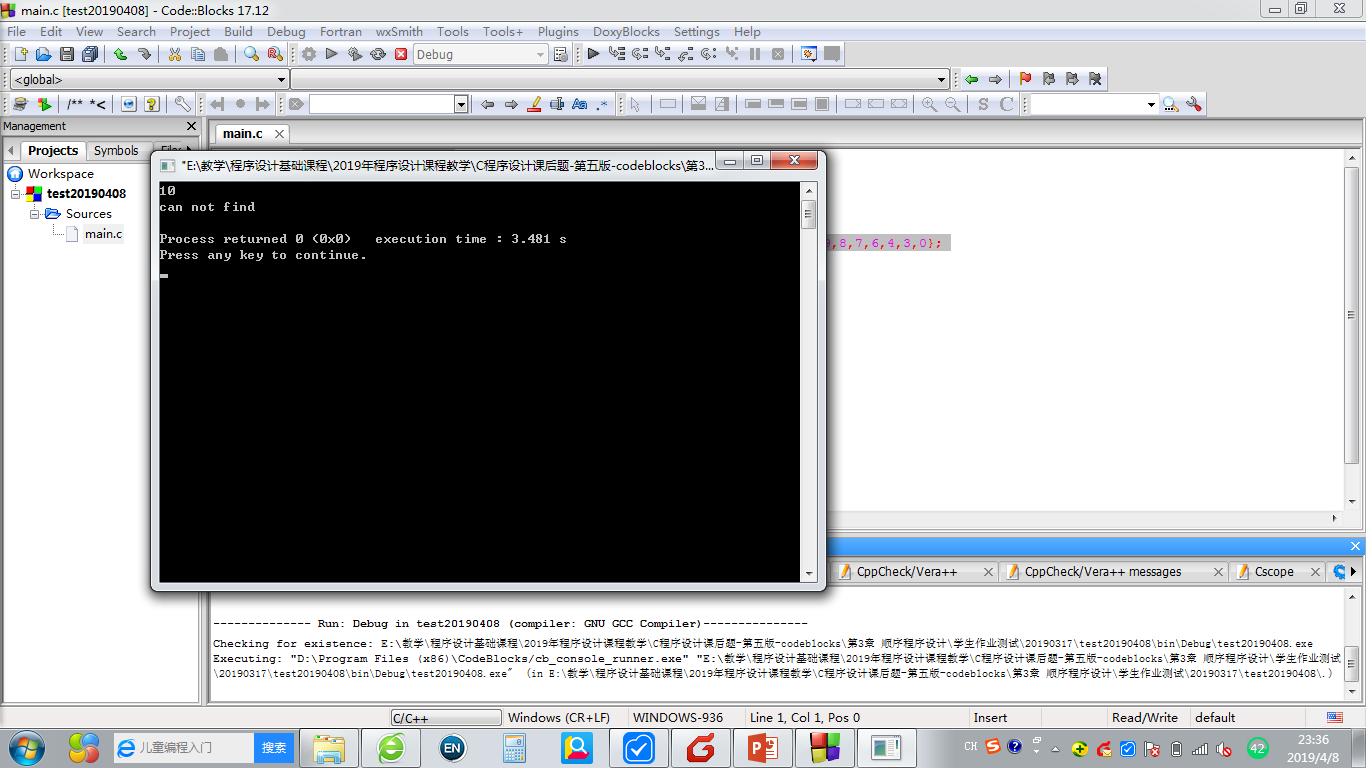 main.c [test20190408] - Code::Blocks 17.12
File Edit View Search Project Build Debug Fortran wxSmith Tools Tools+ Plugins DoxyBlocks Settings Help
Debug
<global>
/** *<
Aa .*
S C
Management
main.c
Projects Symbols
Workspace
test20190408
Sources
main.c
"E:\教学\程序设计基础课程\2019年程序设计课程教学\C程序设计课后题-第五版-codeblocks\第3...
10
can not find
Process returned 0 (0x0) execution time : 3.481 s
Press any key to continue.
,8,7,6,4,3,0};
CppCheck/Vera++ CppCheck/Vera++ messages Cscope
-------------- Run: Debug in test20190408 (compiler: GNU GCC Compiler)---------------
Checking for existence: E:\教学\程序设计基础课程\2019年程序设计课程教学\C程序设计课后题-第五版-codeblocks\第3章 顺序程序设计\学生作业测试\20190317\test20190408\bin\Debug\test20190408.exe
Executing: "D:\Program Files (x86)\CodeBlocks/cb_console_runner.exe" "E:\教学\程序设计基础课程\2019年程序设计课程教学\C程序设计课后题-第五版-codeblocks\第3章 顺序程序设计\学生作业测试
\20190317\test20190408\bin\Debug\test20190408.exe" (in E:\教学\程序设计基础课程\2019年程序设计课程教学\C程序设计课后题-第五版-codeblocks\第3章 顺序程序设计\学生作业测试\20190317\test20190408\.)
C/C++ Windows (CR+LF) WINDOWS-936 Line 1, Col 1, Pos 0 Insert Read/Write default
儿童编程入门 搜索 EN CH 42
23:36
2019/4/8